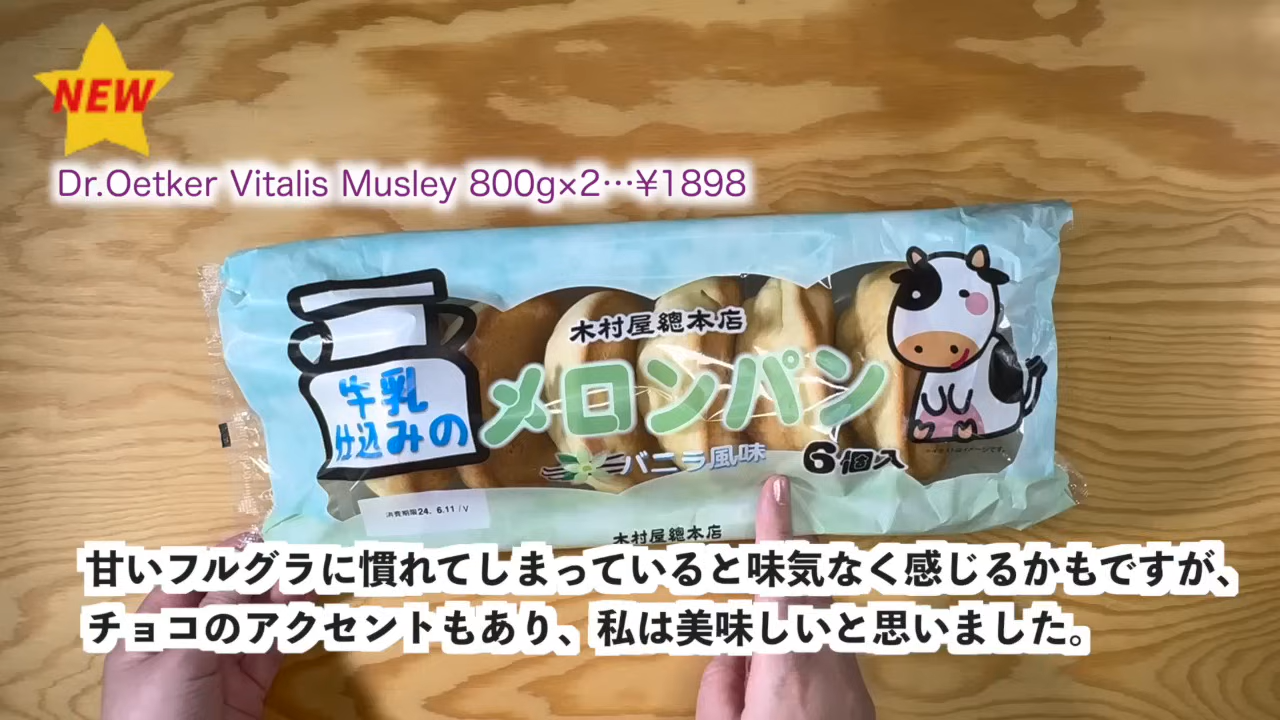 NEW
Dr.Oetker Vitalis Musley 800g×2…¥1898
木村屋總本店
牛乳
仕込みの
メロンパン
バニラ風味
6個入
消費期限24. 6.11 /V
木村屋總本店
甘いフルグラに慣れてしまっていると味気なく感じるかもですが、
チョコのアクセントもあり、私は美味しいと思いました。